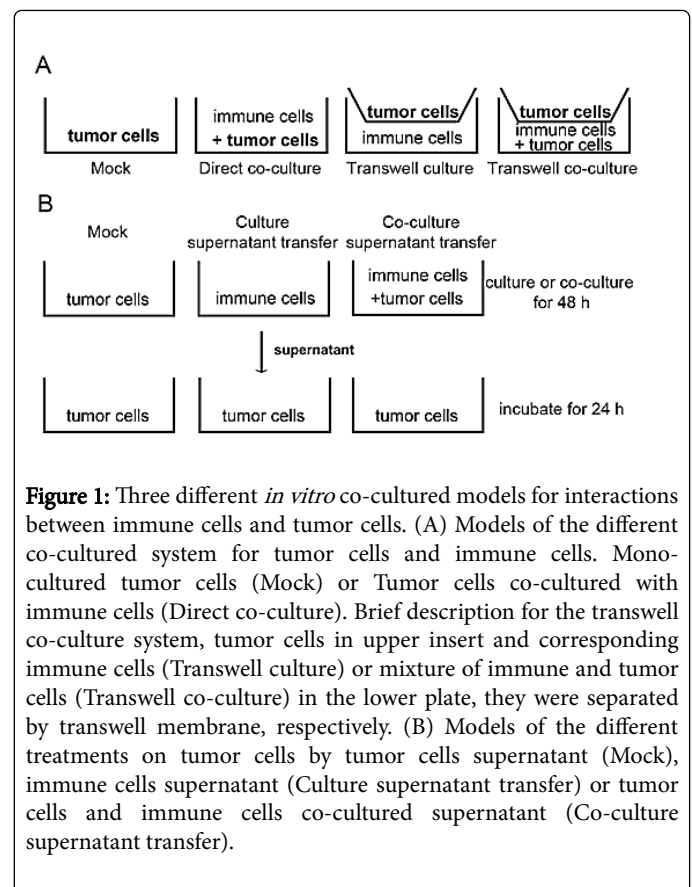 A
tumor cells
Mock
immune cells
+ tumor cells
Direct co-culture
tumor cells
immune cells
Transwell culture
tumor cells
immune cells
+ tumor cells
Transwell co-culture
B
Mock
Culture
supernatant transfer
Co-culture
supernatant transfer
tumor cells
immune cells
immune cells
+tumor cells
culture or co-culture
for 48 h
supernatant
tumor cells
tumor cells
tumor cells
incubate for 24 h
Figure 1: Three different in vitro co-cultured models for interactions
between immune cells and tumor cells. (A) Models of the different
co-cultured system for tumor cells and immune cells. Mono-
cultured tumor cells (Mock) or Tumor cells co-cultured with
immune cells (Direct co-culture). Brief description for the transwell
co-culture system, tumor cells in upper insert and corresponding
immune cells (Transwell culture) or mixture of immune and tumor
cells (Transwell co-culture) in the lower plate, they were separated
by transwell membrane, respectively. (B) Models of the different
treatments on tumor cells by tumor cells supernatant (Mock),
immune cells supernatant (Culture supernatant transfer) or tumor
cells and immune cells co-cultured supernatant (Co-culture
supernatant transfer).